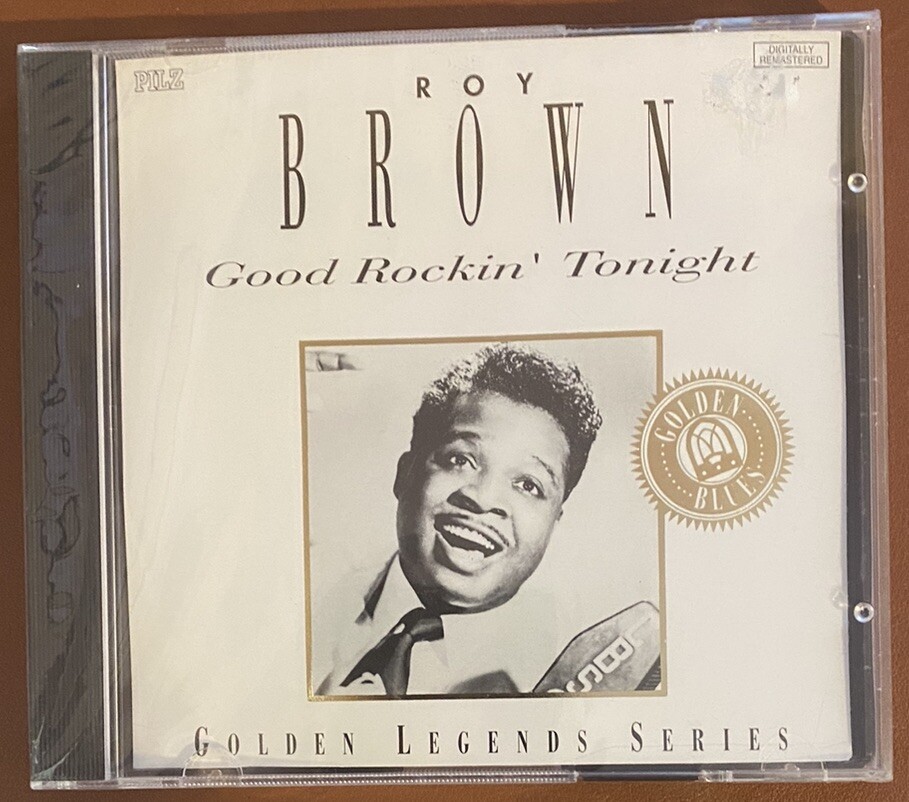 PILZ
DIGITALLY
REMASTERED
ROY
BROWN
Good Rockin' Tonight
GOLDEN
BLUES
GOLDEN LEGENDS SERIES